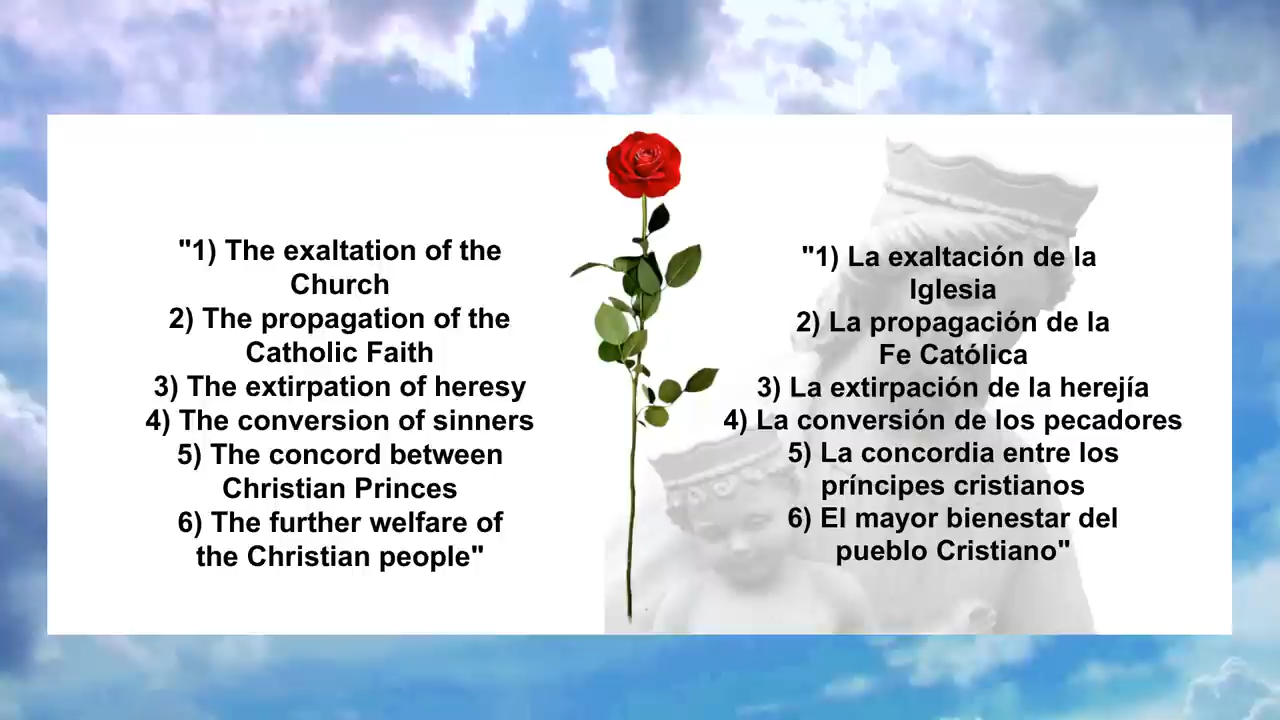 "1) The exaltation of the
Church
2) The propagation of the
Catholic Faith
3) The extirpation of heresy
4) The conversion of sinners
5) The concord between
Christian Princes
6) The further welfare of
the Christian people"
"1) La exaltación de la
Iglesia
2) La propagación de la
Fe Católica
3) La extirpación de la herejía
4) La conversión de los pecadores
5) La concordia entre los
príncipes cristianos
6) El mayor bienestar del
pueblo Cristiano"